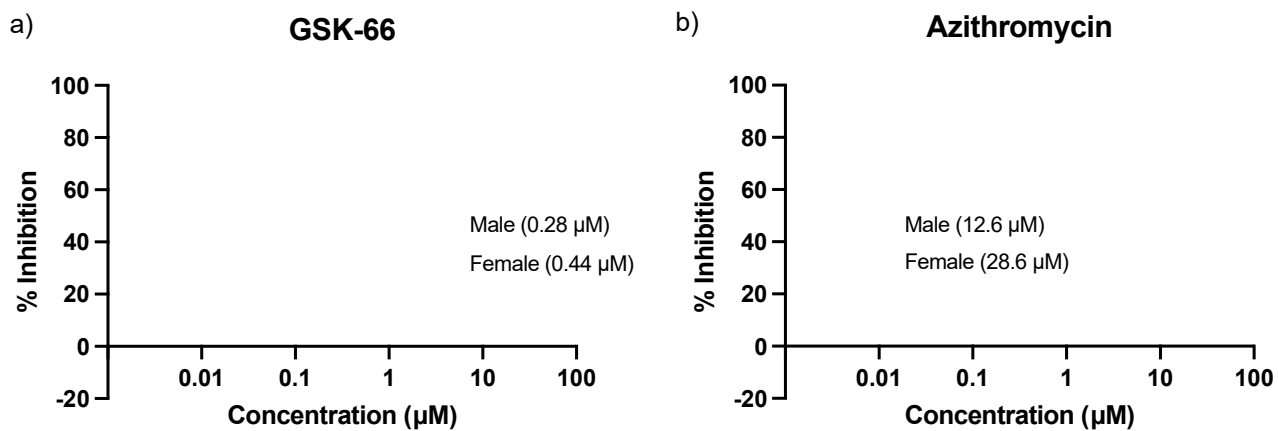 a)
GSK-66
100
80
60
40
20
0
-20
% Inhibition
Male (0.28 µM)
Female (0.44 µM)
0.01 0.1 1 10 100
Concentration (µM)
b)
Azithromycin
100
80
60
40
20
0
-20
% Inhibition
Male (12.6 µM)
Female (28.6 µM)
0.01 0.1 1 10 100
Concentration (µM)